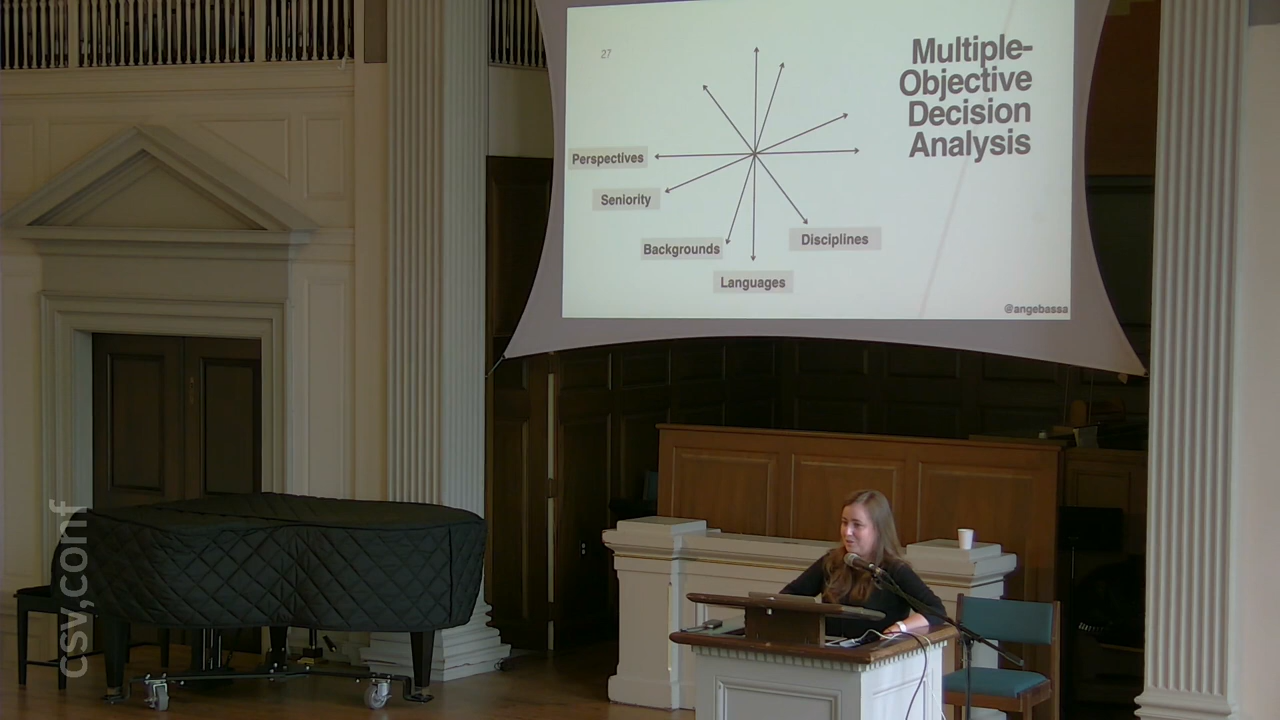 27
Multiple-
Objective
Decision
Analysis
Perspectives
Seniority
Backgrounds
Disciplines
Languages
@angebassa
csv,conf